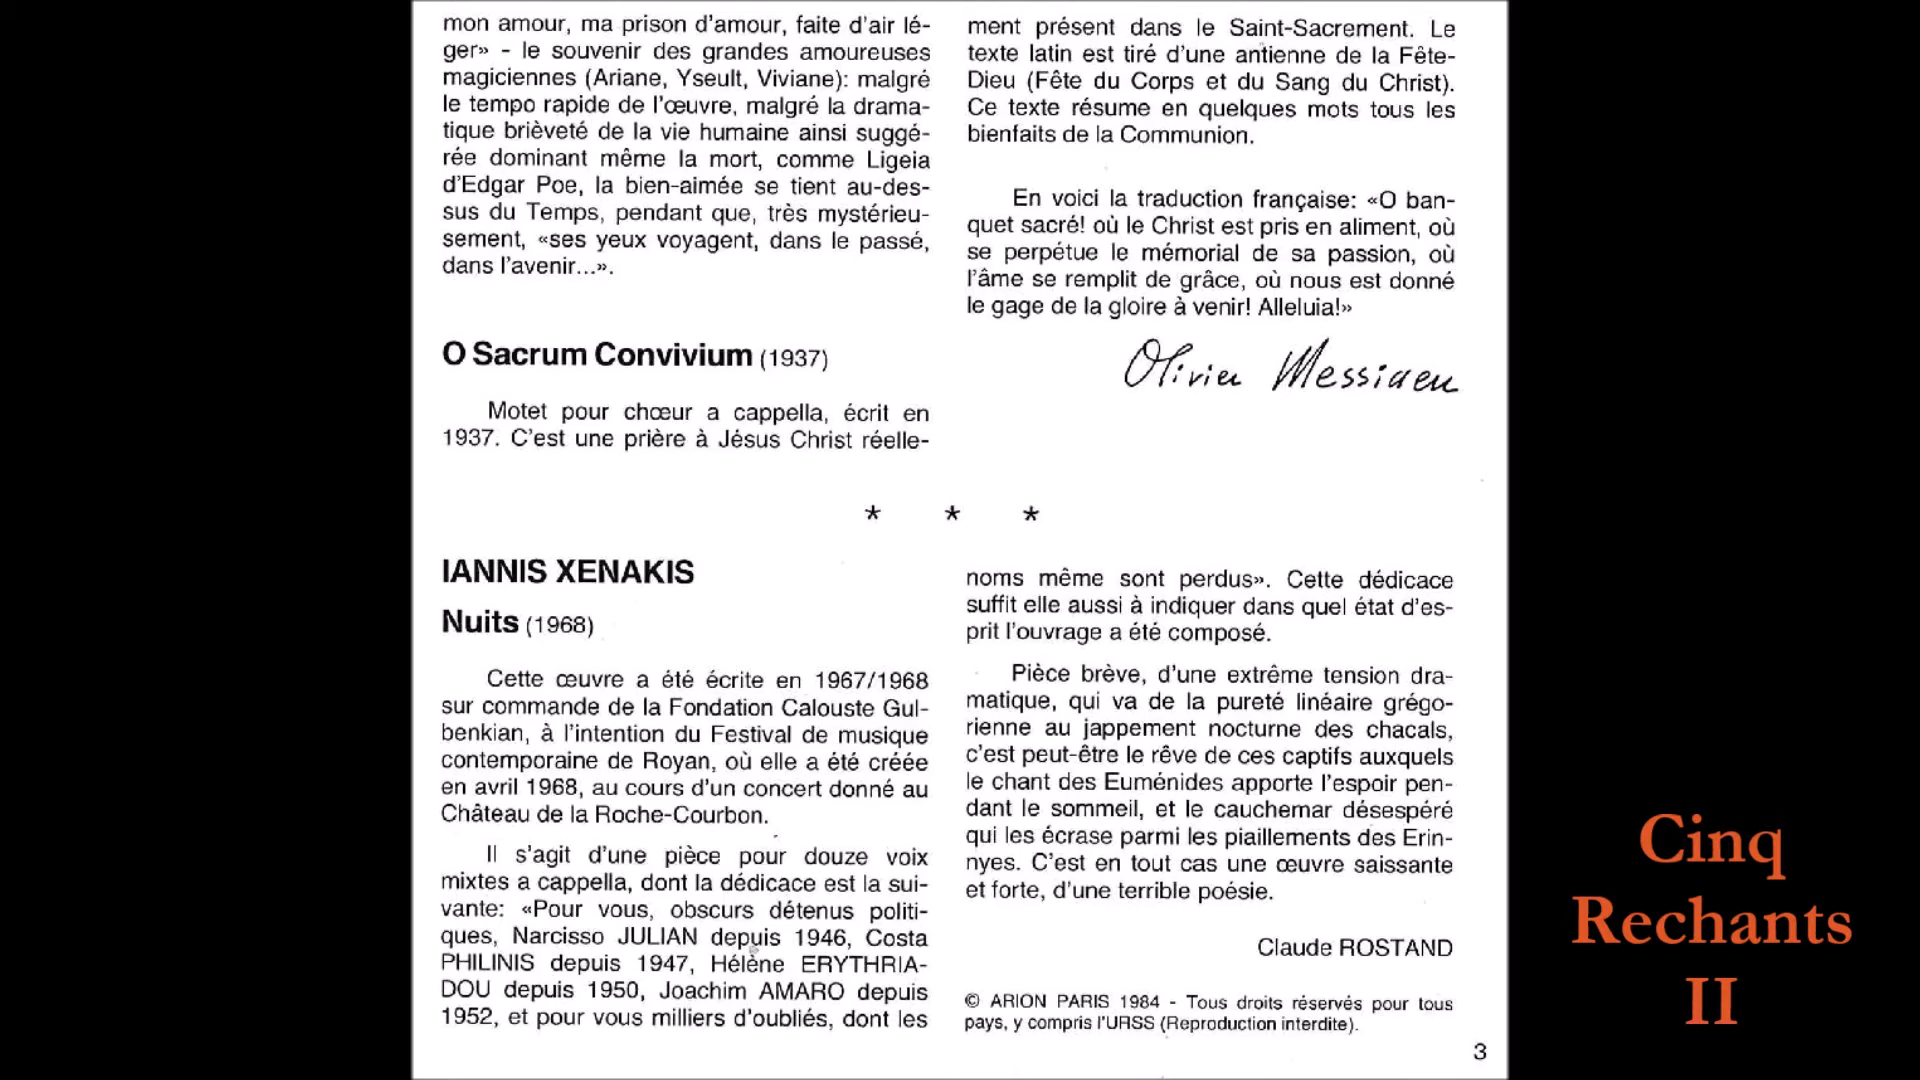 mon amour, ma prison d'amour, faite d'air lé-
ger» - le souvenir des grandes amoureuses
magiciennes (Ariane, Yseult, Viviane): malgré
le tempo rapide de l'œuvre, malgré la drama-
tique brièveté de la vie humaine ainsi suggé-
rée dominant même la mort, comme Ligeia
d'Edgar Poe, la bien-aimée se tient au-des-
sus du Temps, pendant que, très mystérieu-
sement, «ses yeux voyagent, dans le passé,
dans l'avenir...».
O Sacrum Convivium (1937)
Motet pour chœur a cappella, écrit en
1937. C'est une prière à Jésus Christ réelle-
ment présent dans le Saint-Sacrement. Le
texte latin est tiré d'une antienne de la Fête-
Dieu (Fête du Corps et du Sang du Christ).
Ce texte résume en quelques mots tous les
bienfaits de la Communion.
En voici la traduction française: «O ban-
quet sacré! où le Christ est pris en aliment, où
se perpétue le mémorial de sa passion, où
l'âme se remplit de grâce, où nous est donné
le gage de la gloire à venir! Alleluia!»
Olivier Messiaen
* * *
IANNIS XENAKIS
Nuits (1968)
Cette œuvre a été écrite en 1967/1968
sur commande de la Fondation Calouste Gul-
benkian, à l'intention du Festival de musique
contemporaine de Royan, où elle a été créée
en avril 1968, au cours d'un concert donné au
Château de la Roche-Courbon.
Il s'agit d'une pièce pour douze voix
mixtes a cappella, dont la dédicace est la sui-
vante: «Pour vous, obscurs détenus politi-
ques, Narcisso JULIAN depuis 1946, Costa
PHILINIS depuis 1947, Hélène ERYTHRIA-
DOU depuis 1950, Joachim AMARO depuis
1952, et pour vous milliers d'oubliés, dont les
noms même sont perdus». Cette dédicace
suffit elle aussi à indiquer dans quel état d'es-
prit l'ouvrage a été composé.
Pièce brève, d'une extrême tension dra-
matique, qui va de la pureté linéaire grégo-
rienne au jappement nocturne des chacals,
c'est peut-être le rêve de ces captifs auxquels
le chant des Euménides apporte l'espoir pen-
dant le sommeil, et le cauchemar désespéré
qui les écrase parmi les piaillements des Erin-
nyes. C'est en tout cas une œuvre saissante
et forte, d'une terrible poésie.
Claude ROSTAND
© ARION PARIS 1984 - Tous droits réservés pour tous
pays, y compris l'URSS (Reproduction interdite).
3
Cinq
Rechants
II